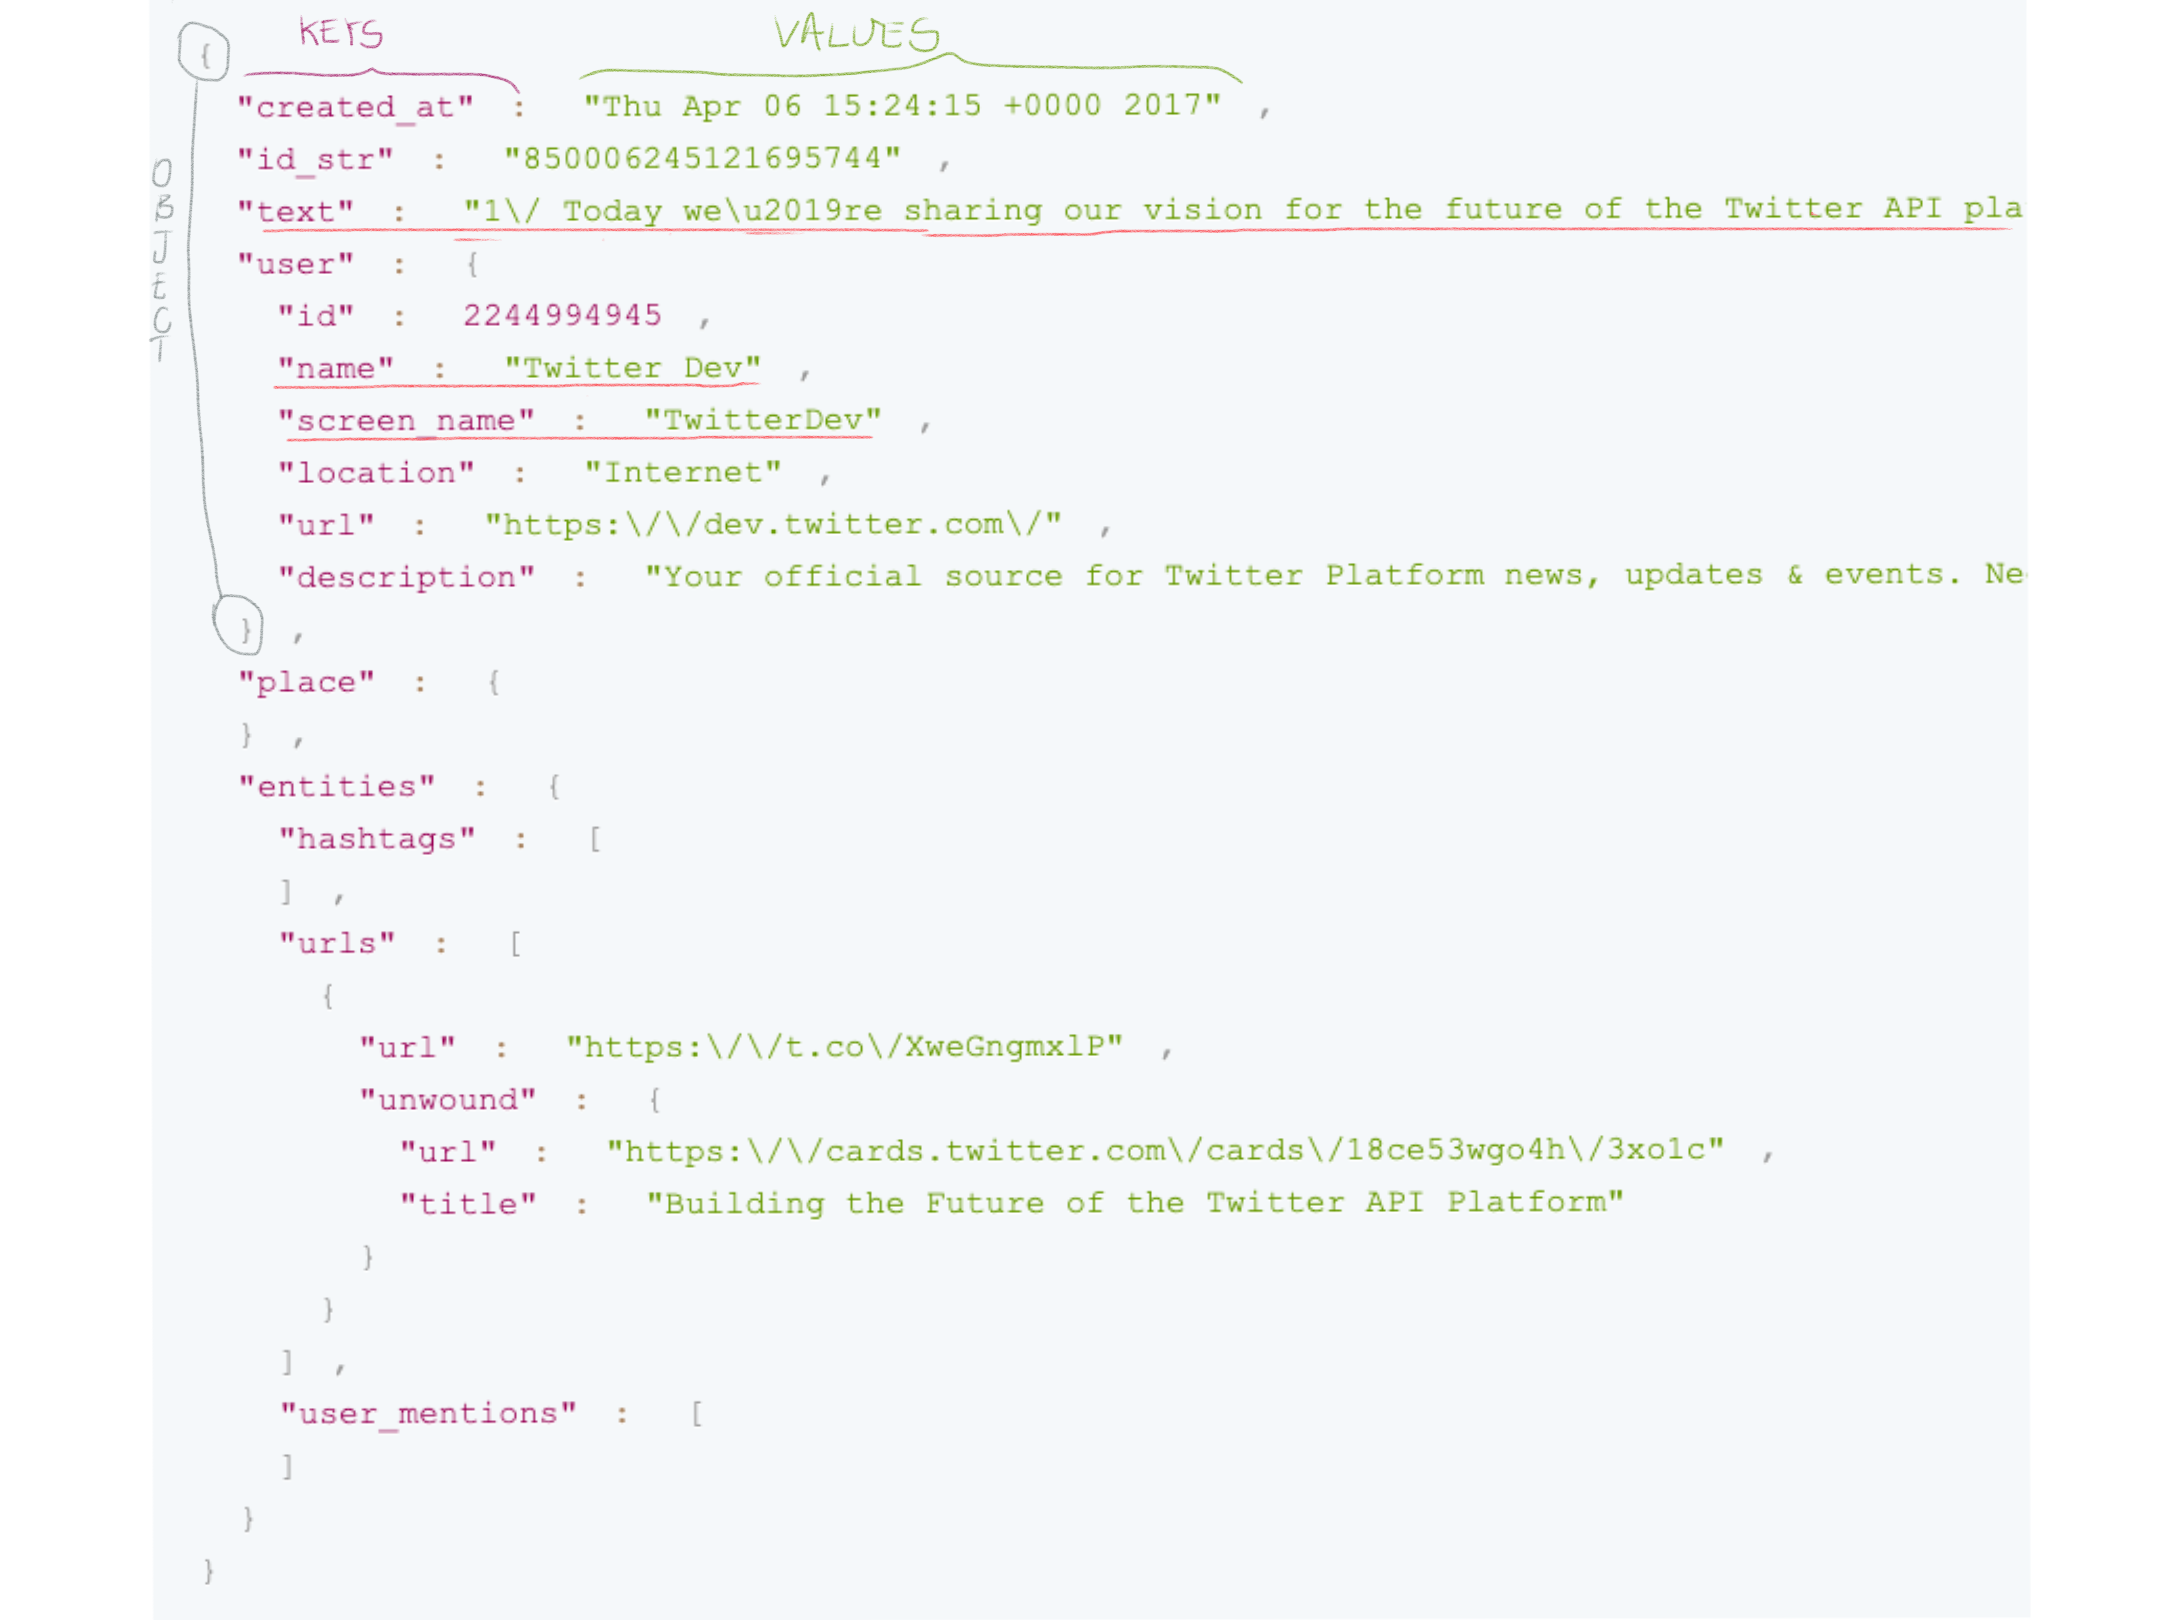 KEYS VALUES
{
"created_at" : "Thu Apr 06 15:24:15 +0000 2017" ,
"id_str" : "850006245121695744" ,
"text" : "1\/ Today we\u2019re sharing our vision for the future of the Twitter API pla
"user" : {
"id" : 2244994945 ,
"name" : "Twitter Dev" ,
"screen_name" : "TwitterDev" ,
"location" : "Internet" ,
"url" : "https:\/\/dev.twitter.com\/" ,
"description" : "Your official source for Twitter Platform news, updates & events. Ne
} ,
OBJECT
"place" : {
} ,
"entities" : {
"hashtags" : [
] ,
"urls" : [
{
"url" : "https:\/\/t.co\/XweGngmxlP" ,
"unwound" : {
"url" : "https:\/\/cards.twitter.com\/cards\/18ce53wgo4h\/3xo1c" ,
"title" : "Building the Future of the Twitter API Platform"
}
}
] ,
"user_mentions" : [
]
}
}